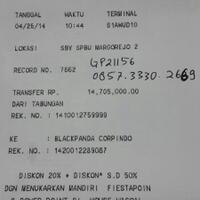 TANGGAL WAKTU TERMINAL
04/26/14 10:44 S1AWUD10
LOKASI SBY SPBU MARGOREJO 2
GP21156
RECORD NO. 7662
0857.3330.2669
TRANSFER RP. 14,705,000.00
DARI TABUNGAN
REK. NO. : 1410012759999
KE : BLACKPANDA CORPINDO
REK. NO. : 1420012289087
DISKON 20% + DISKON* S.D 50%
DGN MENUKARKAN MANDIRI FIESTAPOIN